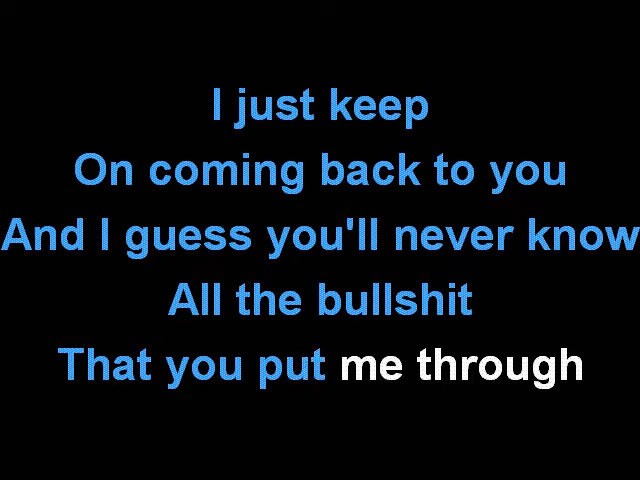 I just keep
On coming back to you
And I guess you'll never know
All the bullshit
That you put me through